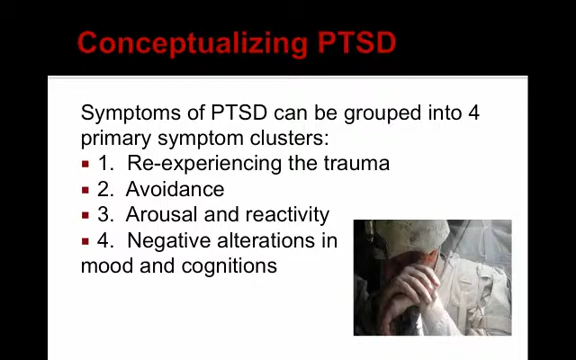 Conceptualizing PTSD
Symptoms of PTSD can be grouped into 4
primary symptom clusters:
1. Re-experiencing the trauma
2. Avoidance
3. Arousal and reactivity
4. Negative alterations in
mood and cognitions